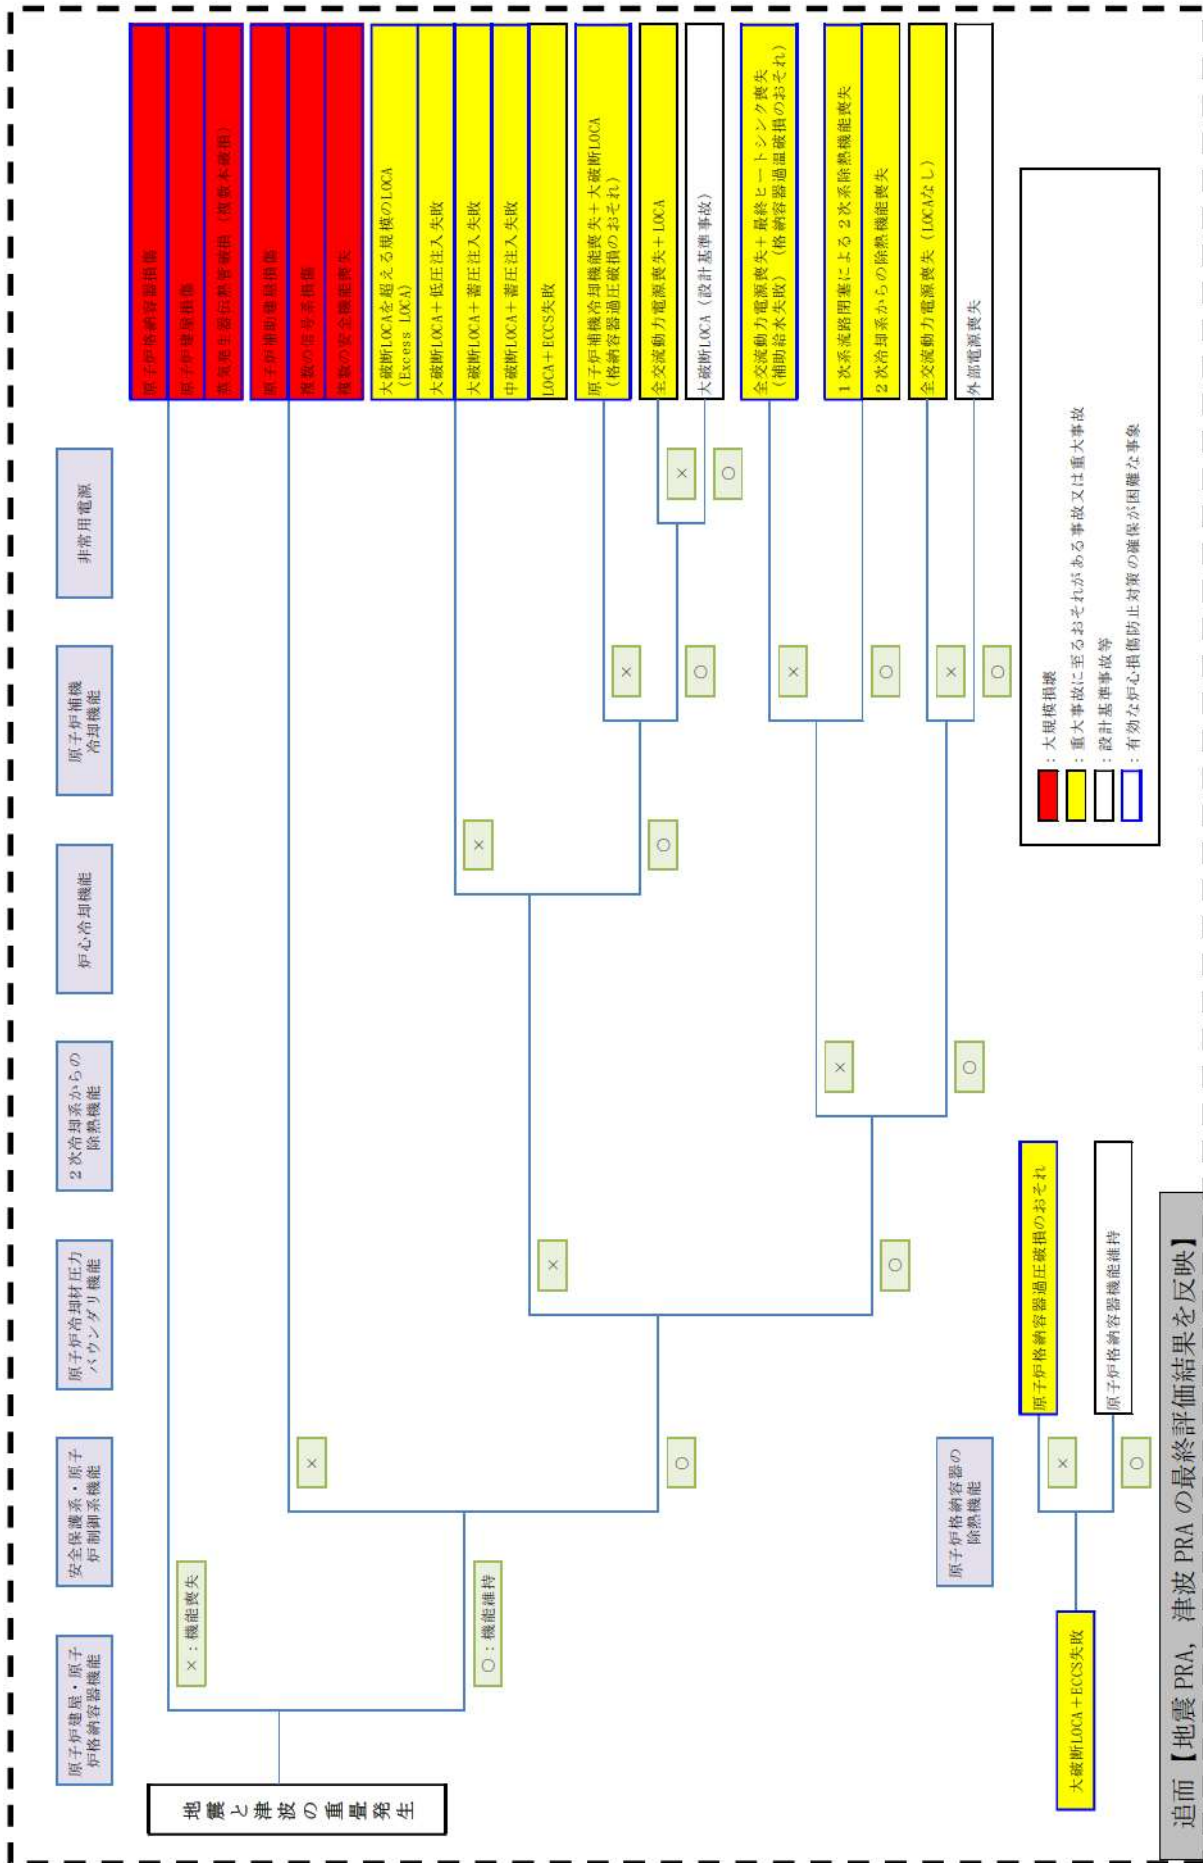 原子炉建屋・原子
炉格納容器機能
安全保護系・原子
炉制御系機能
原子炉冷却材圧力
バウンダリ機能
2次冷却系からの
除熱機能
炉心冷却機能
原子炉補機
冷却機能
非常用電源
地震と津波の重畳発生
×:機能喪失
○:機能維持
×
○
×
○
×
○
×
○
×
○
×
○
×
○
×
○
原子炉格納容器損傷
原子炉建屋損傷
蒸気発生器伝熱管破損(複数本破損)
原子炉補助建屋損傷
複数の信号系損傷
複数の安全機能喪失
大破断LOCAを超える規模のLOCA
(Excess LOCA)
大破断LOCA+低圧注入失敗
大破断LOCA+蓄圧注入失敗
中破断LOCA+蓄圧注入失敗
LOCA+ECCS失敗
原子炉補機冷却機能喪失+大破断LOCA
(格納容器過圧破損のおそれ)
全交流動力電源喪失+LOCA
大破断LOCA(設計基準事故)
全交流動力電源喪失+最終ヒートシンク喪失
(補助給水失敗)(格納容器過温破損のおそれ)
1次系流路閉塞による2次系除熱機能喪失
2次冷却系からの除熱機能喪失
全交流動力電源喪失(LOCAなし)
外部電源喪失
原子炉格納容器の
除熱機能
大破断LOCA+ECCS失敗
×
○
原子炉格納容器過圧破損のおそれ
原子炉格納容器機能維持
:大規模損壊
:重大事故に至るおそれがある事故又は重大事故
:設計基準事故等
:有効な炉心損傷防止対策の確保が困難な事象
追而【地震PRA,津波PRAの最終評価結果を反映】